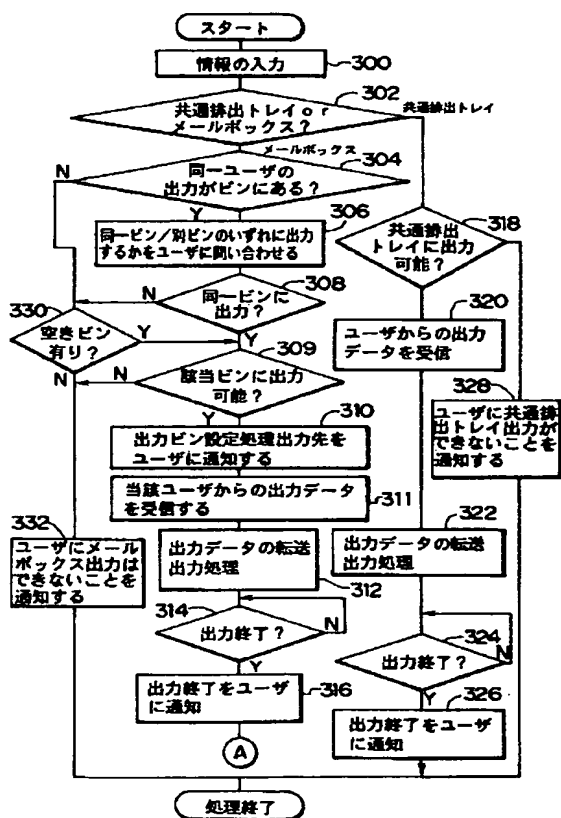 スタート
情報の入力
300
302
共通排出トレイor
メールボックス?
共通排出トレイ
メールボックス
304
N
同一ユーザの
出力がビンにある?
Y
306
同一ビン/別ビンのいずれに出力
するかをユーザに問い合わせる
318
共通排出
トレイに出力
可能?
308
N
同一ビンに
出力?
Y
330
空きビン
有り?
Y
N
309
N
該当ビンに出力
可能?
Y
310
出力ビン設定処理出力先を
ユーザに通知する
320
ユーザからの出力
データを受信
328
ユーザに共通排
出トレイ出力が
できないことを
通知する
311
当該ユーザからの出力データ
を受信する
332
ユーザにメール
ボックス出力は
できないことを
通知する
出力データの転送
出力処理
312
322
出力データの転送
出力処理
314
出力終了?
N
Y
324
出力終了?
N
Y
出力終了をユーザ
に通知
316
326
出力終了をユーザ
に通知
A
処理終了